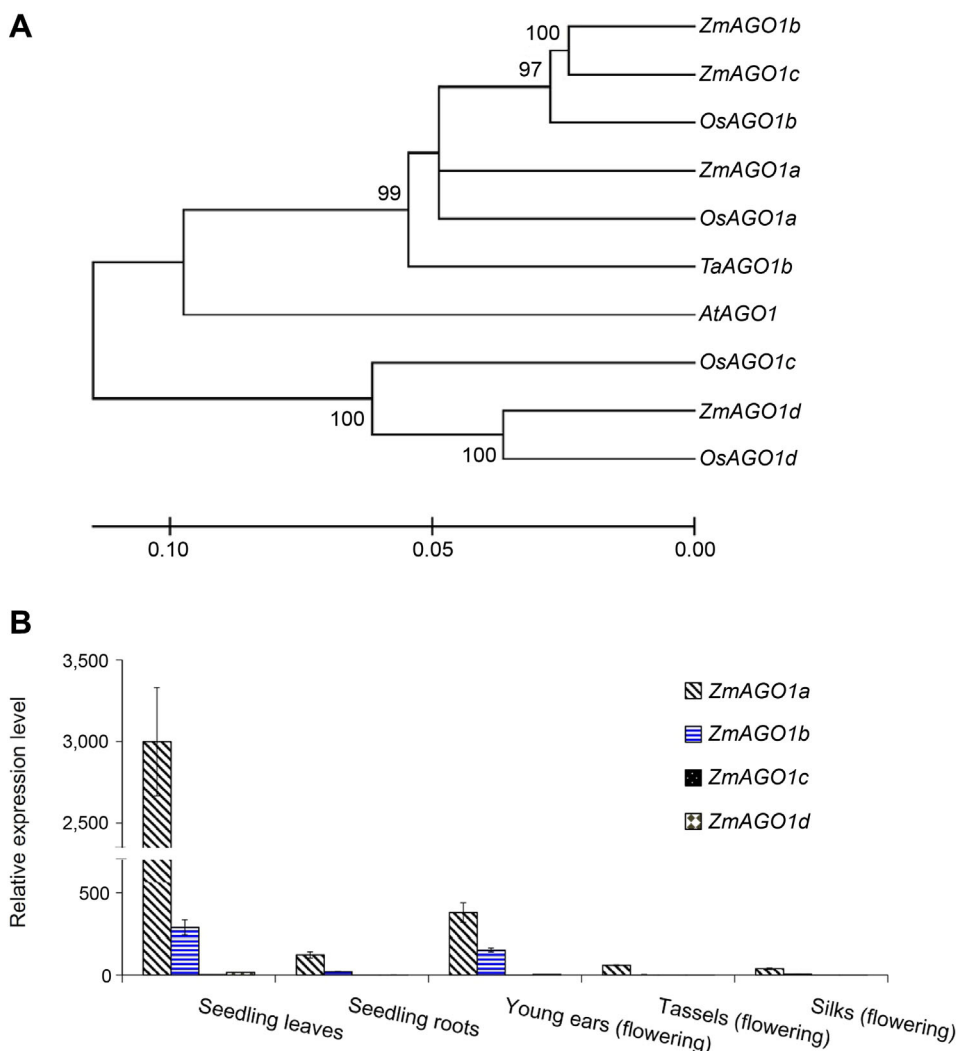 A
100
ZmAGO1b
97
ZmAGO1c
OsAGO1b
ZmAGO1a
99
OsAGO1a
TaAGO1b
AtAGO1
OsAGO1c
100
ZmAGO1d
100
OsAGO1d
0.10 0.05 0.00
B
Relative expression level
3,500
3,000
2,500
500
0
ZmAGO1a
ZmAGO1b
ZmAGO1c
ZmAGO1d
Seedling leaves
Seedling roots
Young ears (flowering)
Tassels (flowering)
Silks (flowering)